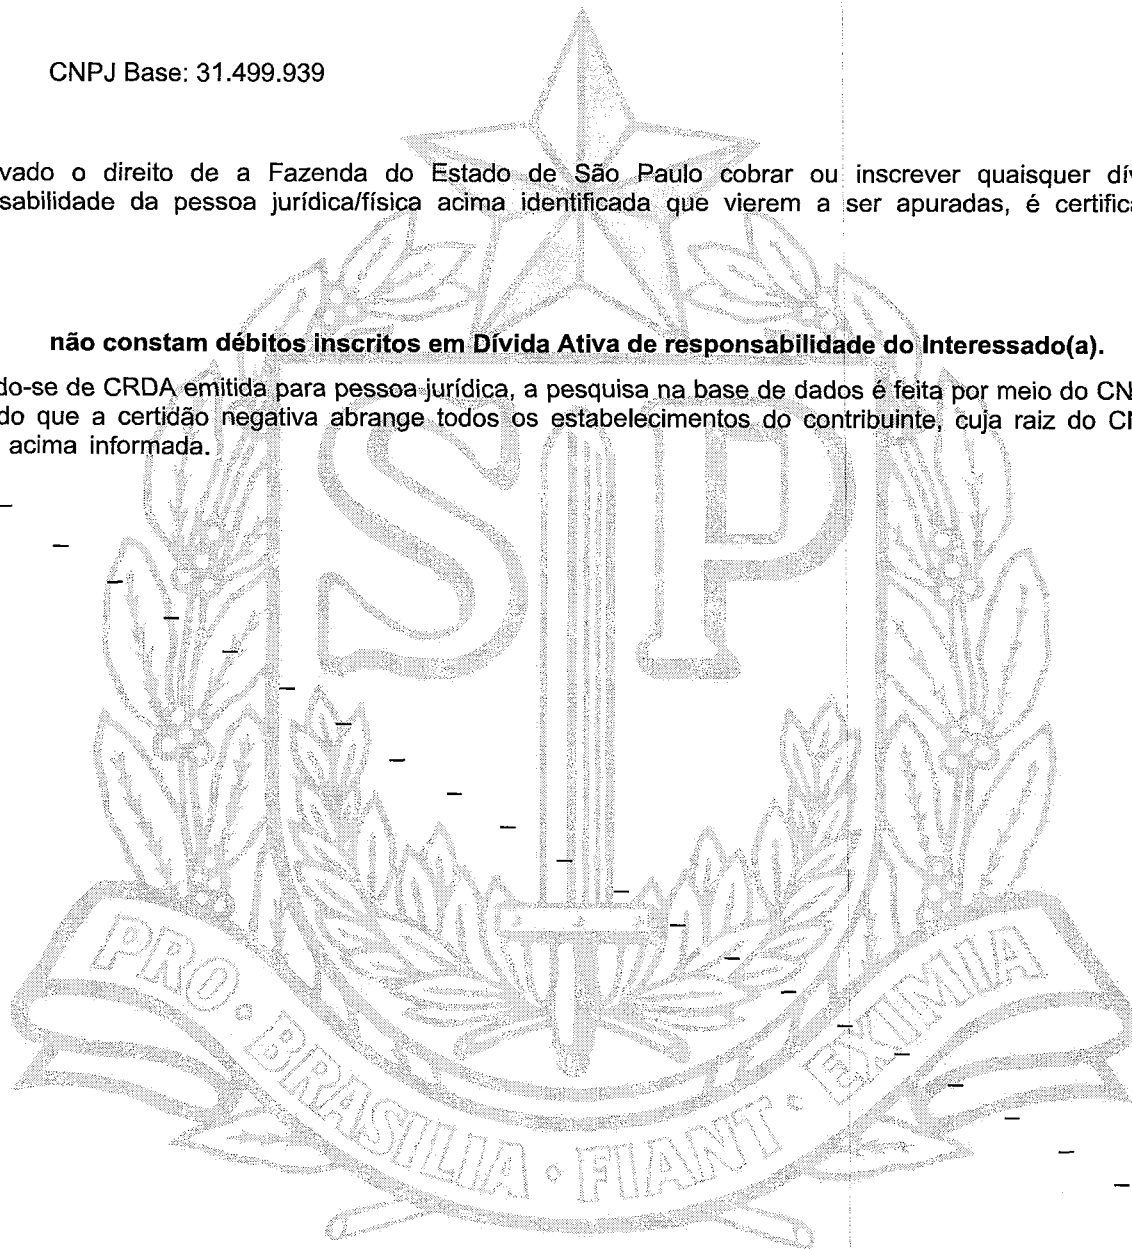 CNPJ Base: 31.499.939
vado o direito de a Fazenda do Estado de São Paulo cobrar ou inscrever quaisquer dív
sabilidade da pessoa jurídica/física acima identificada que vierem a ser apuradas, é certifica
não constam débitos inscritos em Dívida Ativa de responsabilidade do Interessado(a).
do-se de CRDA emitida para pessoa jurídica, a pesquisa na base de dados é feita por meio do CN
do que a certidão negativa abrange todos os estabelecimentos do contribuinte, cuja raiz do CN
acima informada.
SP
PRO · BRASILIA · FIANT · EXIMIA